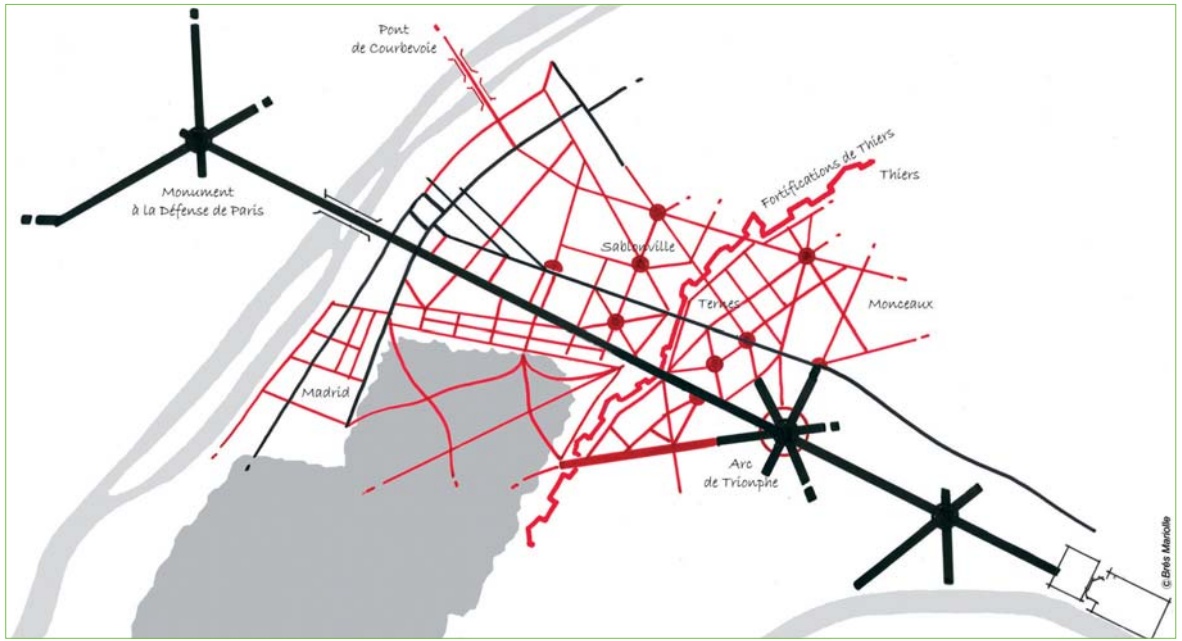 Pont
de Courbevoie
Fortifications de Thiers
Thiers
Monument
à la Défense de Paris
Sablonville
Ternes
Monceaux
Madrid
Arc
de Trionphe
© Brès Mariolle